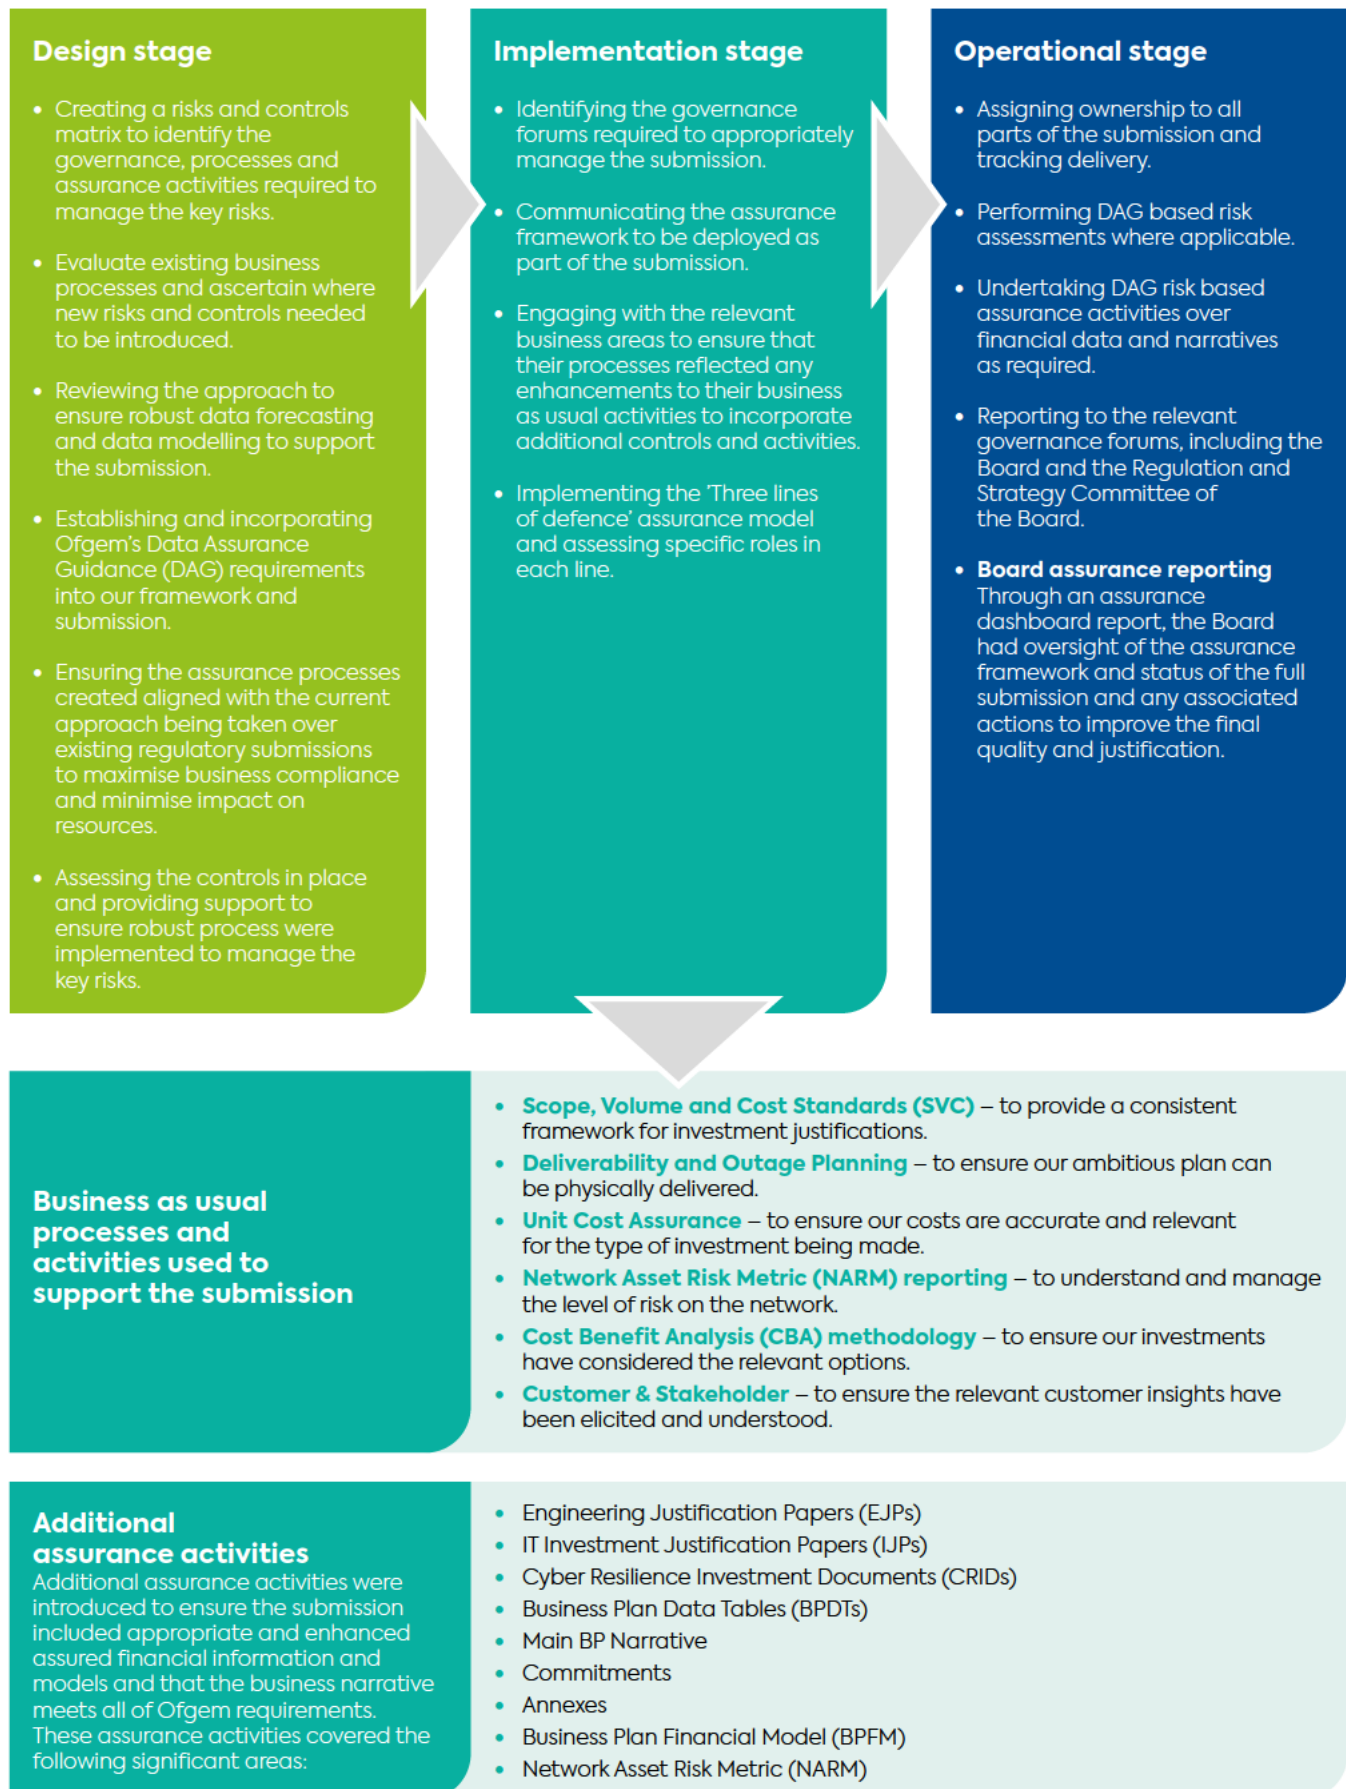 Design stage
• Creating a risks and controls
matrix to identify the
governance, processes and
assurance activities required to
manage the key risks.
• Evaluate existing business
processes and ascertain where
new risks and controls needed
to be introduced.
• Reviewing the approach to
ensure robust data forecasting
and data modelling to support
the submission.
• Establishing and incorporating
Ofgem's Data Assurance
Guidance (DAG) requirements
into our framework and
submission.
• Ensuring the assurance processes
created aligned with the current
approach being taken over
existing regulatory submissions
to maximise business compliance
and minimise impact on
resources.
• Assessing the controls in place
and providing support to
ensure robust process were
implemented to manage the
key risks.
Implementation stage
• Identifying the governance
forums required to appropriately
manage the submission.
• Communicating the assurance
framework to be deployed as
part of the submission.
• Engaging with the relevant
business areas to ensure that
their processes reflected any
enhancements to their business
as usual activities to incorporate
additional controls and activities.
• Implementing the 'Three lines
of defence' assurance model
and assessing specific roles in
each line.
Operational stage
• Assigning ownership to all
parts of the submission and
tracking delivery.
• Performing DAG based risk
assessments where applicable.
• Undertaking DAG risk based
assurance activities over
financial data and narratives
as required.
• Reporting to the relevant
governance forums, including the
Board and the Regulation and
Strategy Committee of
the Board.
• Board assurance reporting
Through an assurance
dashboard report, the Board
had oversight of the assurance
framework and status of the full
submission and any associated
actions to improve the final
quality and justification.
Business as usual
processes and
activities used to
support the submission
• Scope, Volume and Cost Standards (SVC) – to provide a consistent
framework for investment justifications.
• Deliverability and Outage Planning – to ensure our ambitious plan can
be physically delivered.
• Unit Cost Assurance – to ensure our costs are accurate and relevant
for the type of investment being made.
• Network Asset Risk Metric (NARM) reporting – to understand and manage
the level of risk on the network.
• Cost Benefit Analysis (CBA) methodology – to ensure our investments
have considered the relevant options.
• Customer & Stakeholder – to ensure the relevant customer insights have
been elicited and understood.
Additional
assurance activities
Additional assurance activities were
introduced to ensure the submission
included appropriate and enhanced
assured financial information and
models and that the business narrative
meets all of Ofgem requirements.
These assurance activities covered the
following significant areas:
• Engineering Justification Papers (EJPs)
• IT Investment Justification Papers (IJPs)
• Cyber Resilience Investment Documents (CRIDs)
• Business Plan Data Tables (BPDTs)
• Main BP Narrative
• Commitments
• Annexes
• Business Plan Financial Model (BPFM)
• Network Asset Risk Metric (NARM)